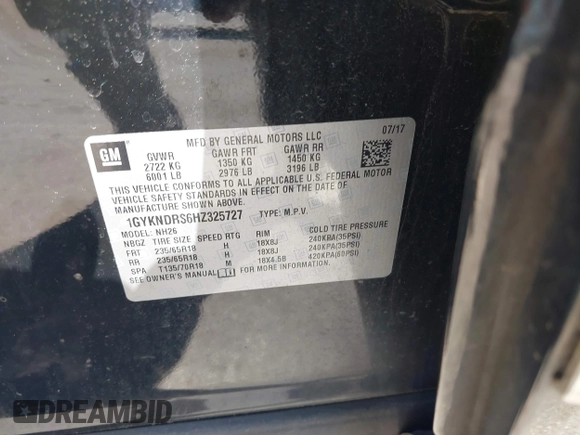 GM
MFD BY GENERAL MOTORS LLC
07/17
GVWR GAWR FRT GAWR RR
2722 KG 1350 KG 1450 KG
6001 LB 2976 LB 3196 LB
THIS VEHICLE CONFORMS TO ALL APPLICABLE U.S. FEDERAL MOTOR
VEHICLE SAFETY STANDARDS IN EFFECT ON THE DATE OF
MANUFACTURE SHOWN ABOVE.
1GYKNDRS6HZ325727 TYPE: M.P.V.
MODEL: NH26
NBGZ TIRE SIZE SPEED RTG RIM COLD TIRE PRESSURE
FRT 235/65R18 H 18X8J 240KPA(35PSI)
RR 235/65R18 H 18X8J 240KPA(35PSI)
SPA T135/70R18 M 18X4.5B 420KPA(60PSI)
SEE OWNER'S MANUAL FOR MORE INFORMATION.
DREAMBID